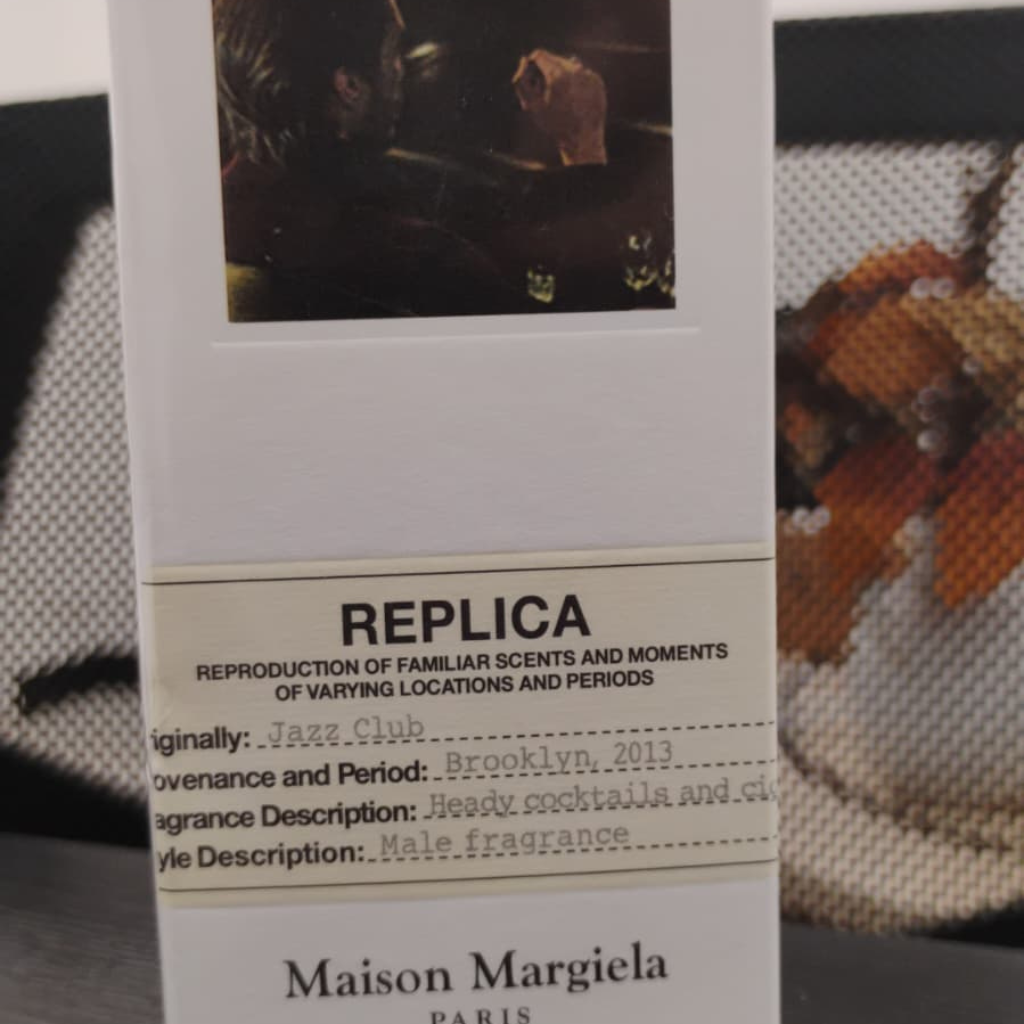 REPLICA
REPRODUCTION OF FAMILIAR SCENTS AND MOMENTS
OF VARYING LOCATIONS AND PERIODS
iginally: Jazz Club
ovenance and Period: Brooklyn, 2013
agrance Description: Heady cocktails and cig
yle Description: Male fragrance
Maison Margiela
PARIS